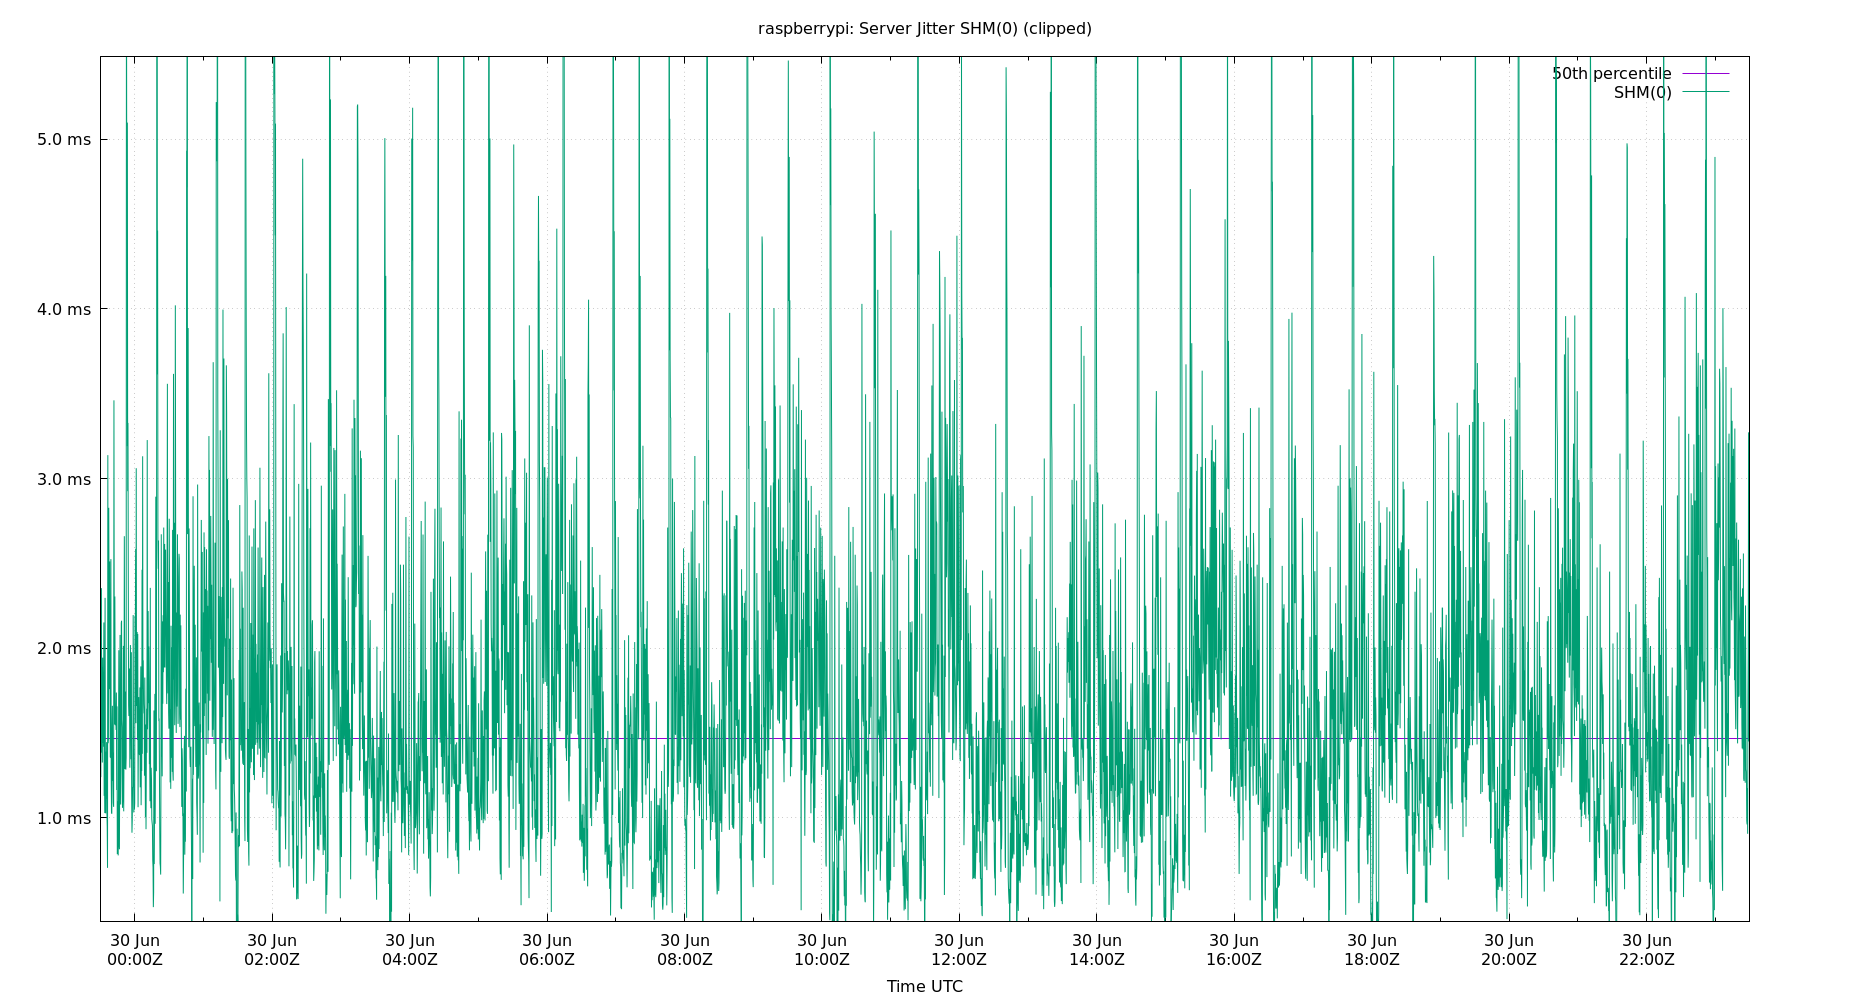 raspberrypi: Server Jitter SHM(0) (clipped)
50th percentile
SHM(0)
5.0 ms
4.0 ms
3.0 ms
2.0 ms
1.0 ms
30 Jun 30 Jun 30 Jun 30 Jun 30 Jun 30 Jun 30 Jun 30 Jun 30 Jun 30 Jun 30 Jun 30 Jun
00:00Z 02:00Z 04:00Z 06:00Z 08:00Z 10:00Z 12:00Z 14:00Z 16:00Z 18:00Z 20:00Z 22:00Z
Time UTC